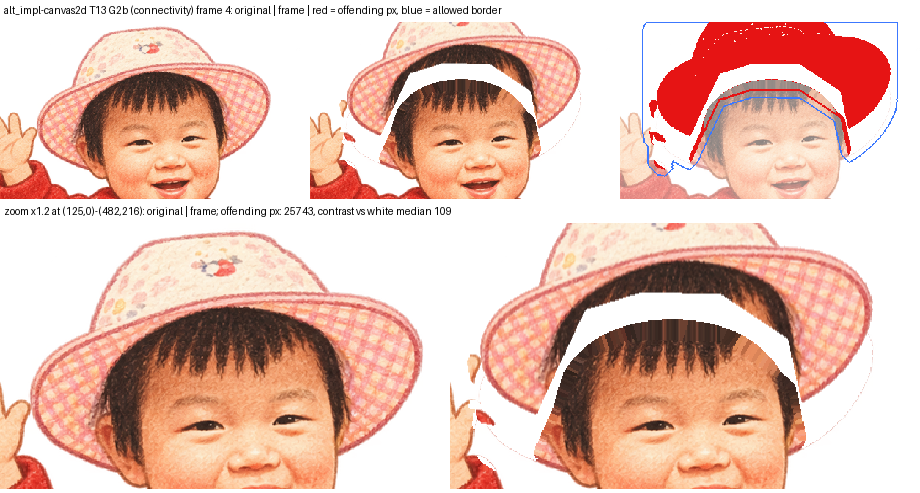 alt_impl-canvas2d T13 G2b (connectivity) frame 4: original | frame | red = offending px, blue = allowed border
zoom x1.2 at (125,0)-(482,216): original | frame; offending px: 25743, contrast vs white median 109